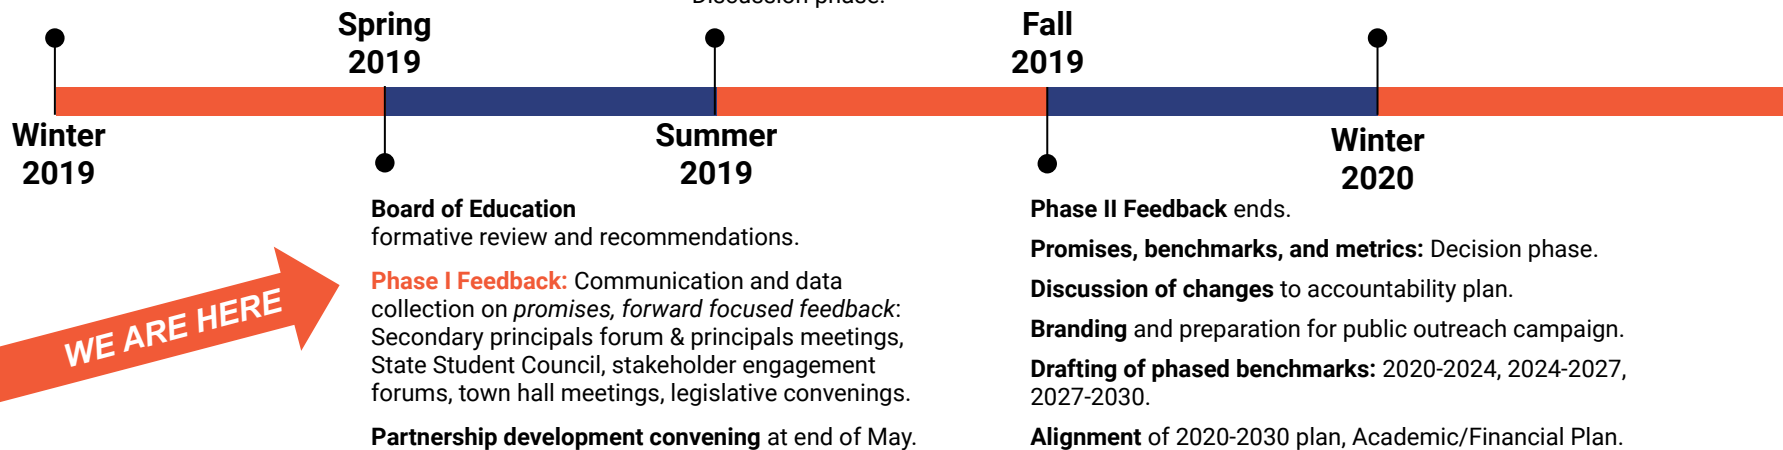 Discussion phase.
Spring
2019
Fall
2019
Winter
2019
Summer
2019
Winter
2020
WE ARE HERE
Board of Education
formative review and recommendations.
Phase I Feedback: Communication and data
collection on promises, forward focused feedback:
Secondary principals forum & principals meetings,
State Student Council, stakeholder engagement
forums, town hall meetings, legislative convenings.
Partnership development convening at end of May.
Phase II Feedback ends.
Promises, benchmarks, and metrics: Decision phase.
Discussion of changes to accountability plan.
Branding and preparation for public outreach campaign.
Drafting of phased benchmarks: 2020-2024, 2024-2027,
2027-2030.
Alignment of 2020-2030 plan, Academic/Financial Plan.